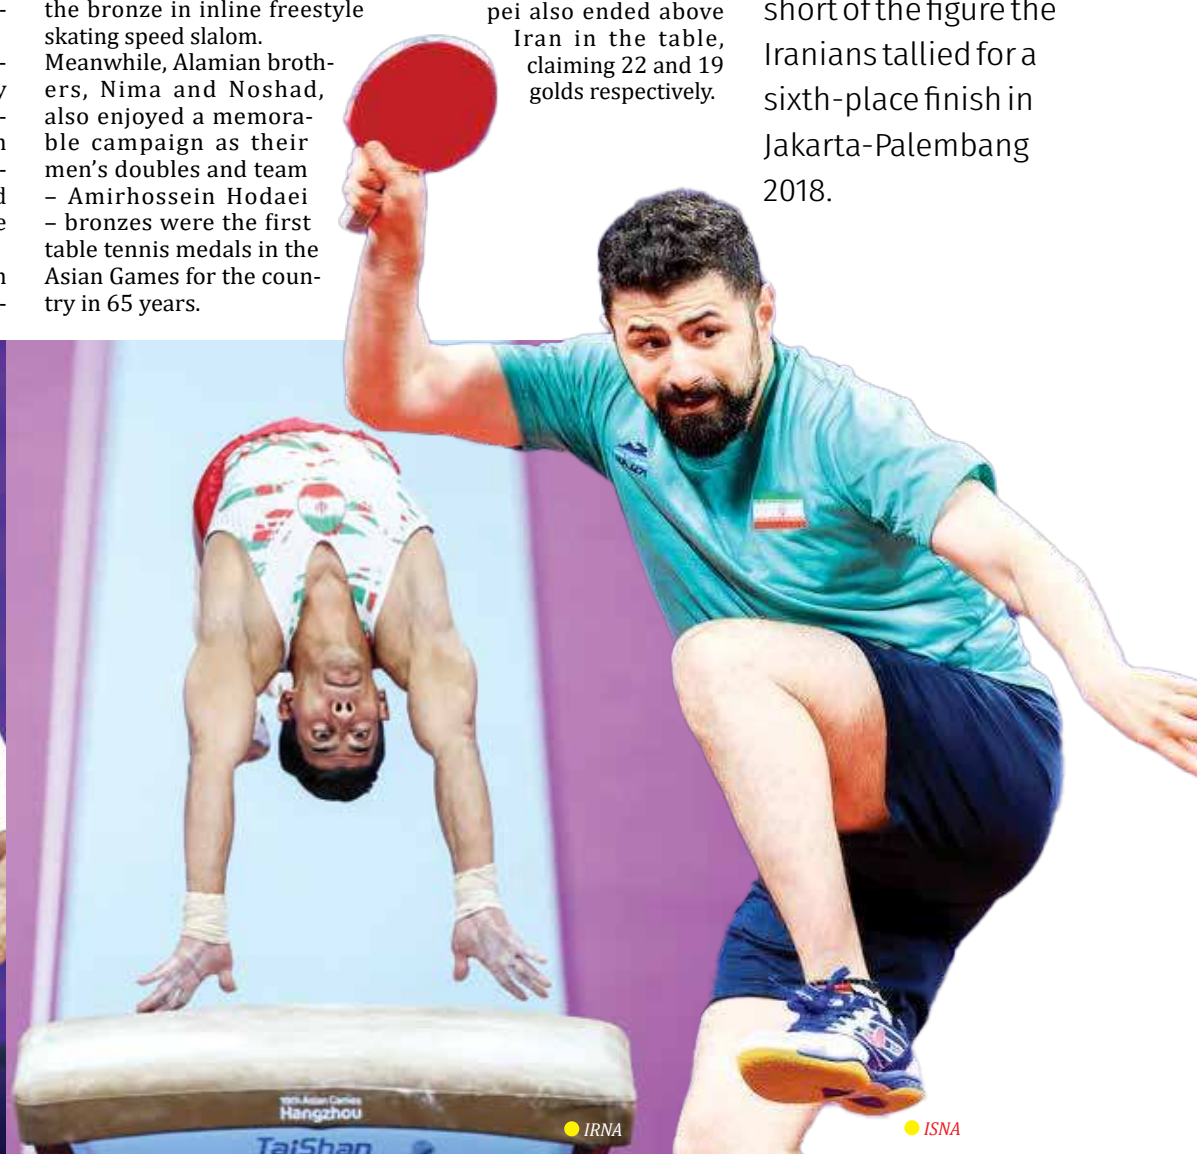 the bronze in inline freestyle
skating speed slalom.
Meanwhile, Alamian broth-
ers, Nima and Noshad,
also enjoyed a memora-
ble campaign as their
men's doubles and team
– Amirhossein Hodaei
– bronzes were the first
table tennis medals in the
Asian Games for the coun-
try in 65 years.
pei also ended above
Iran in the table,
claiming 22 and 19
golds respectively.
short of the figure the
Iranians tallied for a
sixth-place finish in
Jakarta-Palembang
2018.
19th Asian Games
Hangzhou
TaiShan
IRNA
ISNA